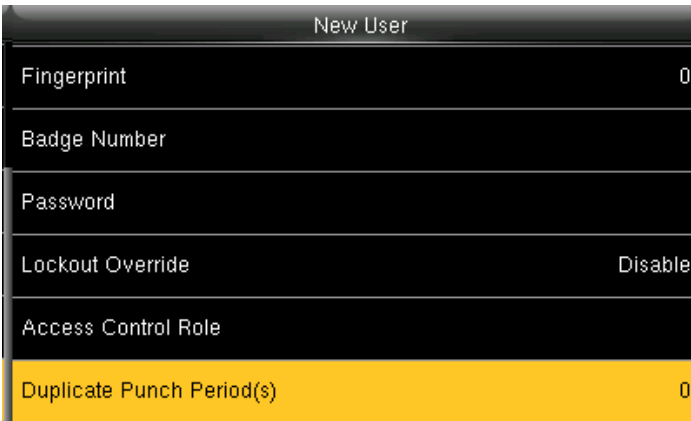 New User
Fingerprint 0
Badge Number
Password
Lockout Override Disable
Access Control Role
Duplicate Punch Period(s) 0